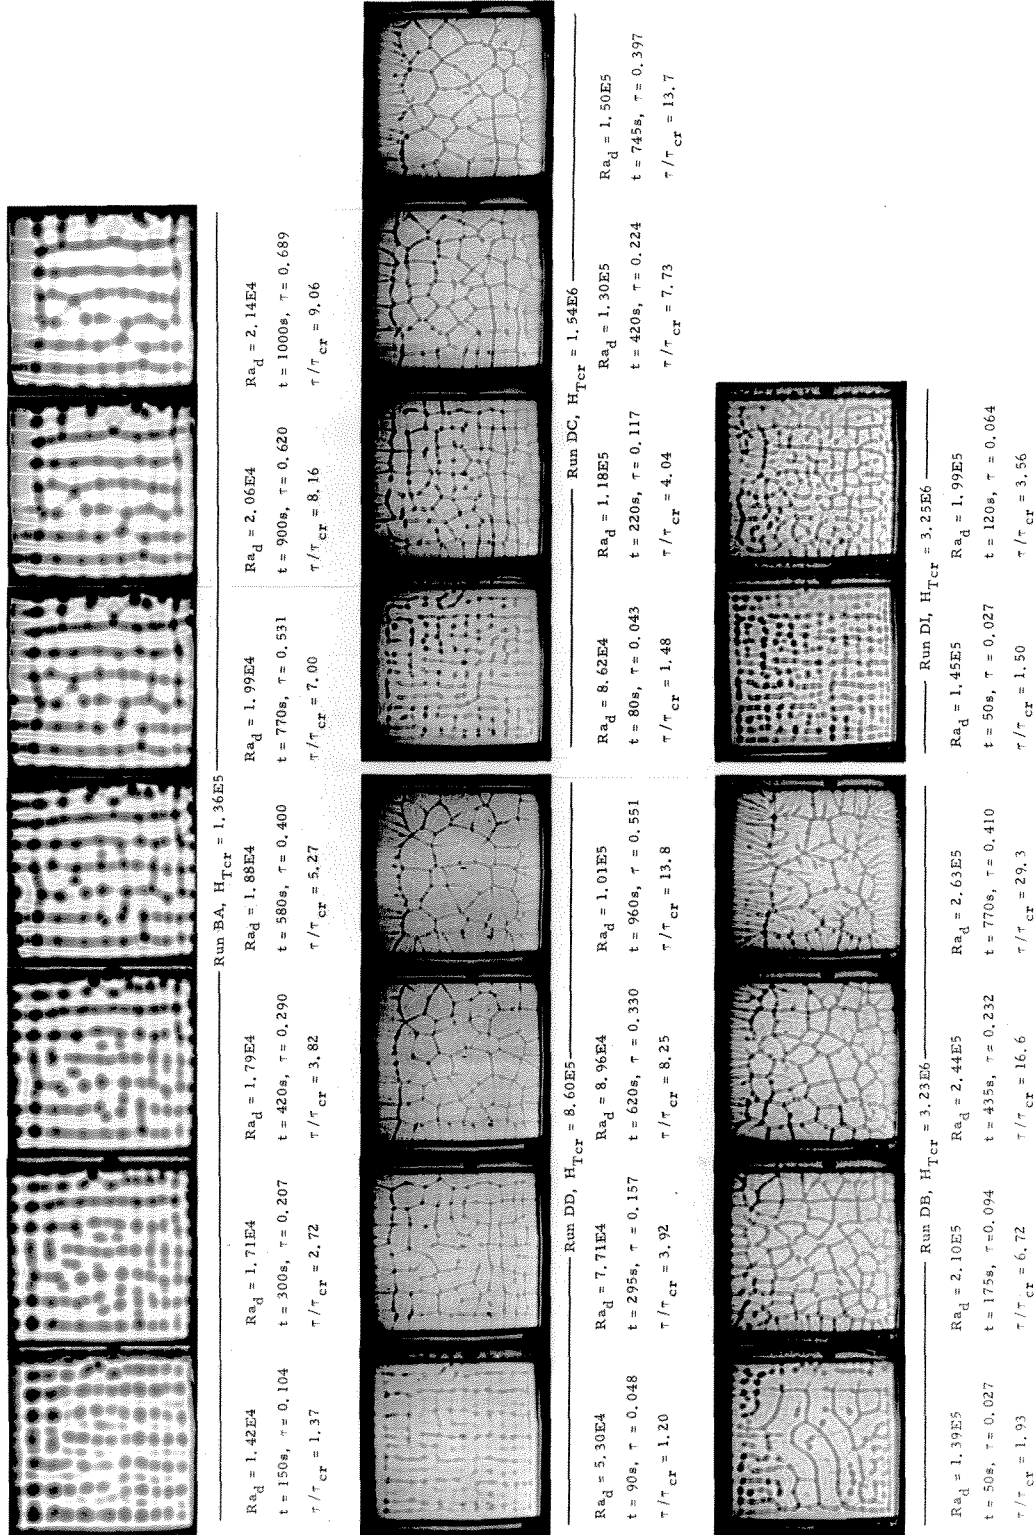 Run BA, H_Tcr = 1.36E5
Ra_d = 1.42E4
t = 150s, τ = 0.104
τ/τ_cr = 1.37
Ra_d = 1.71E4
t = 300s, τ = 0.207
τ/τ_cr = 2.72
Ra_d = 1.79E4
t = 420s, τ = 0.290
τ/τ_cr = 3.82
Ra_d = 1.88E4
t = 580s, τ = 0.400
τ/τ_cr = 5.27
Ra_d = 1.99E4
t = 770s, τ = 0.531
τ/τ_cr = 7.00
Ra_d = 2.06E4
t = 900s, τ = 0.620
τ/τ_cr = 8.16
Ra_d = 2.14E4
t = 1000s, τ = 0.689
τ/τ_cr = 9.06
Run DD, H_Tcr = 8.60E5
Ra_d = 5.30E4
t = 90s, τ = 0.048
τ/τ_cr = 1.20
Ra_d = 7.71E4
t = 295s, τ = 0.157
τ/τ_cr = 3.92
Ra_d = 8.96E4
t = 620s, τ = 0.330
τ/τ_cr = 8.25
Ra_d = 1.01E5
t = 960s, τ = 0.551
τ/τ_cr = 13.8
Run DC, H_Tcr = 1.54E6
Ra_d = 8.62E4
t = 80s, τ = 0.043
τ/τ_cr = 1.48
Ra_d = 1.18E5
t = 220s, τ = 0.117
τ/τ_cr = 4.04
Ra_d = 1.30E5
t = 420s, τ = 0.224
τ/τ_cr = 7.73
Ra_d = 1.50E5
t = 745s, τ = 0.397
τ/τ_cr = 13.7
Run DB, H_Tcr = 3.23E6
Ra_d = 1.39E5
t = 50s, τ = 0.027
τ/τ_cr = 1.93
Ra_d = 2.10E5
t = 175s, τ = 0.094
τ/τ_cr = 6.72
Ra_d = 2.44E5
t = 435s, τ = 0.232
τ/τ_cr = 16.6
Ra_d = 2.63E5
t = 770s, τ = 0.410
τ/τ_cr = 29.3
Run DI, H_Tcr = 3.25E6
Ra_d = 1.45E5
t = 50s, τ = 0.027
τ/τ_cr = 1.50
Ra_d = 1.99E5
t = 120s, τ = 0.064
τ/τ_cr = 3.56